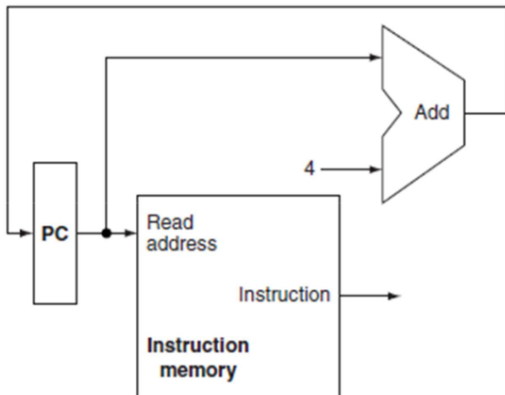 Add
4
PC
Read
address
Instruction
Instruction
memory